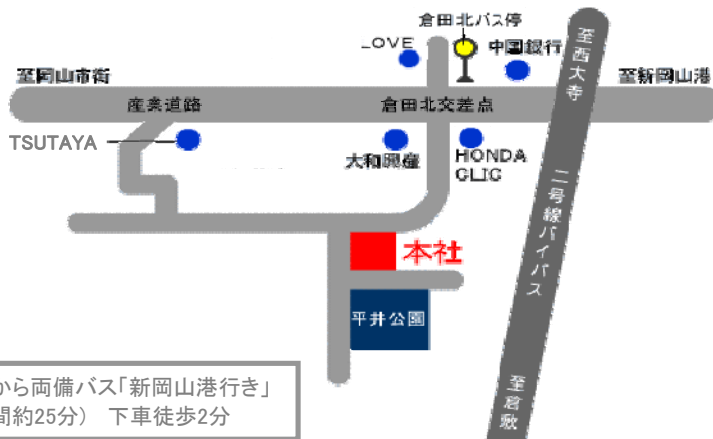 倉田北バス停
LOVE
中国銀行
至西大寺
至岡山市街
至新岡山港
産業道路
倉田北交差点
TSUTAYA
大和興産
HONDA
CLIC
二号線バイパス
本社
平井公園
から両備バス「新岡山港行き」
間約25分) 下車徒歩2分
至倉敷